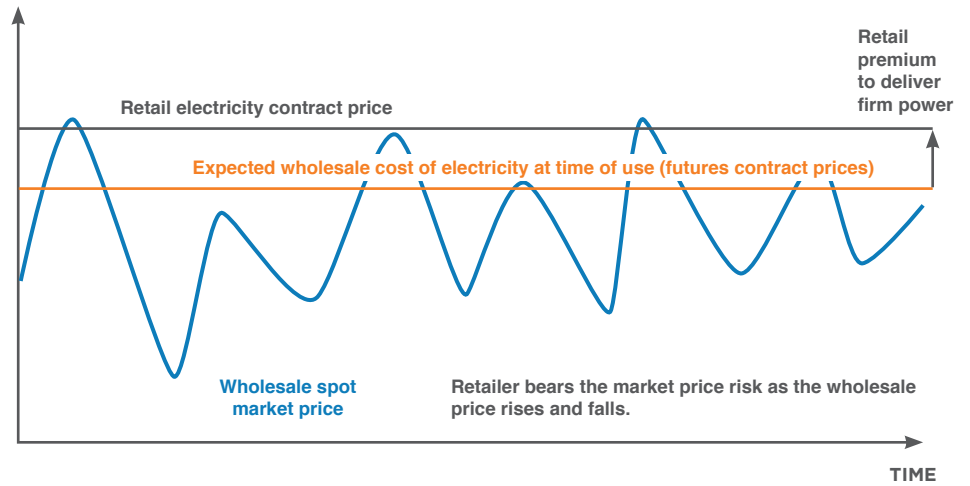 Retail
premium
to deliver
firm power
Retail electricity contract price
Expected wholesale cost of electricity at time of use (futures contract prices)
Wholesale spot
market price
Retailer bears the market price risk as the wholesale
price rises and falls.
TIME